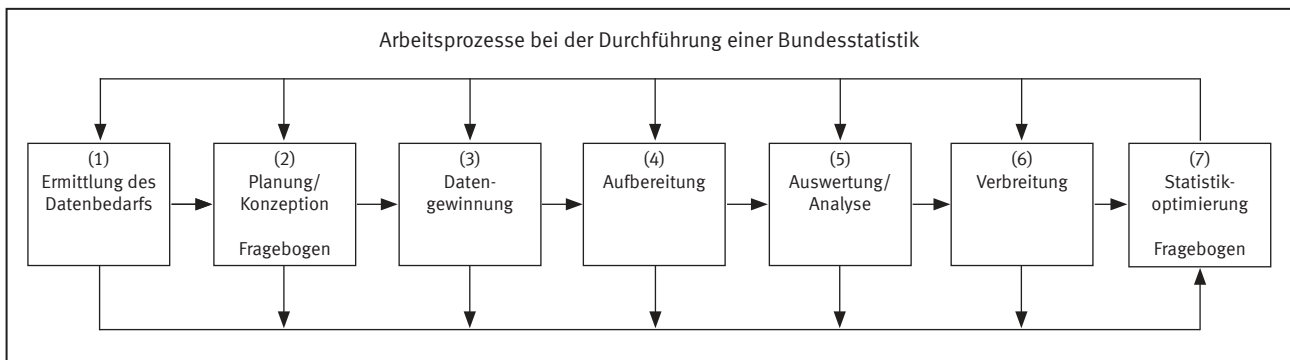 Arbeitsprozesse bei der Durchführung einer Bundesstatistik
(1)
Ermittlung des
Datenbedarfs
(2)
Planung/
Konzeption
Fragebogen
(3)
Daten-
gewinnung
(4)
Aufbereitung
(5)
Auswertung/
Analyse
(6)
Verbreitung
(7)
Statistik-
optimierung
Fragebogen